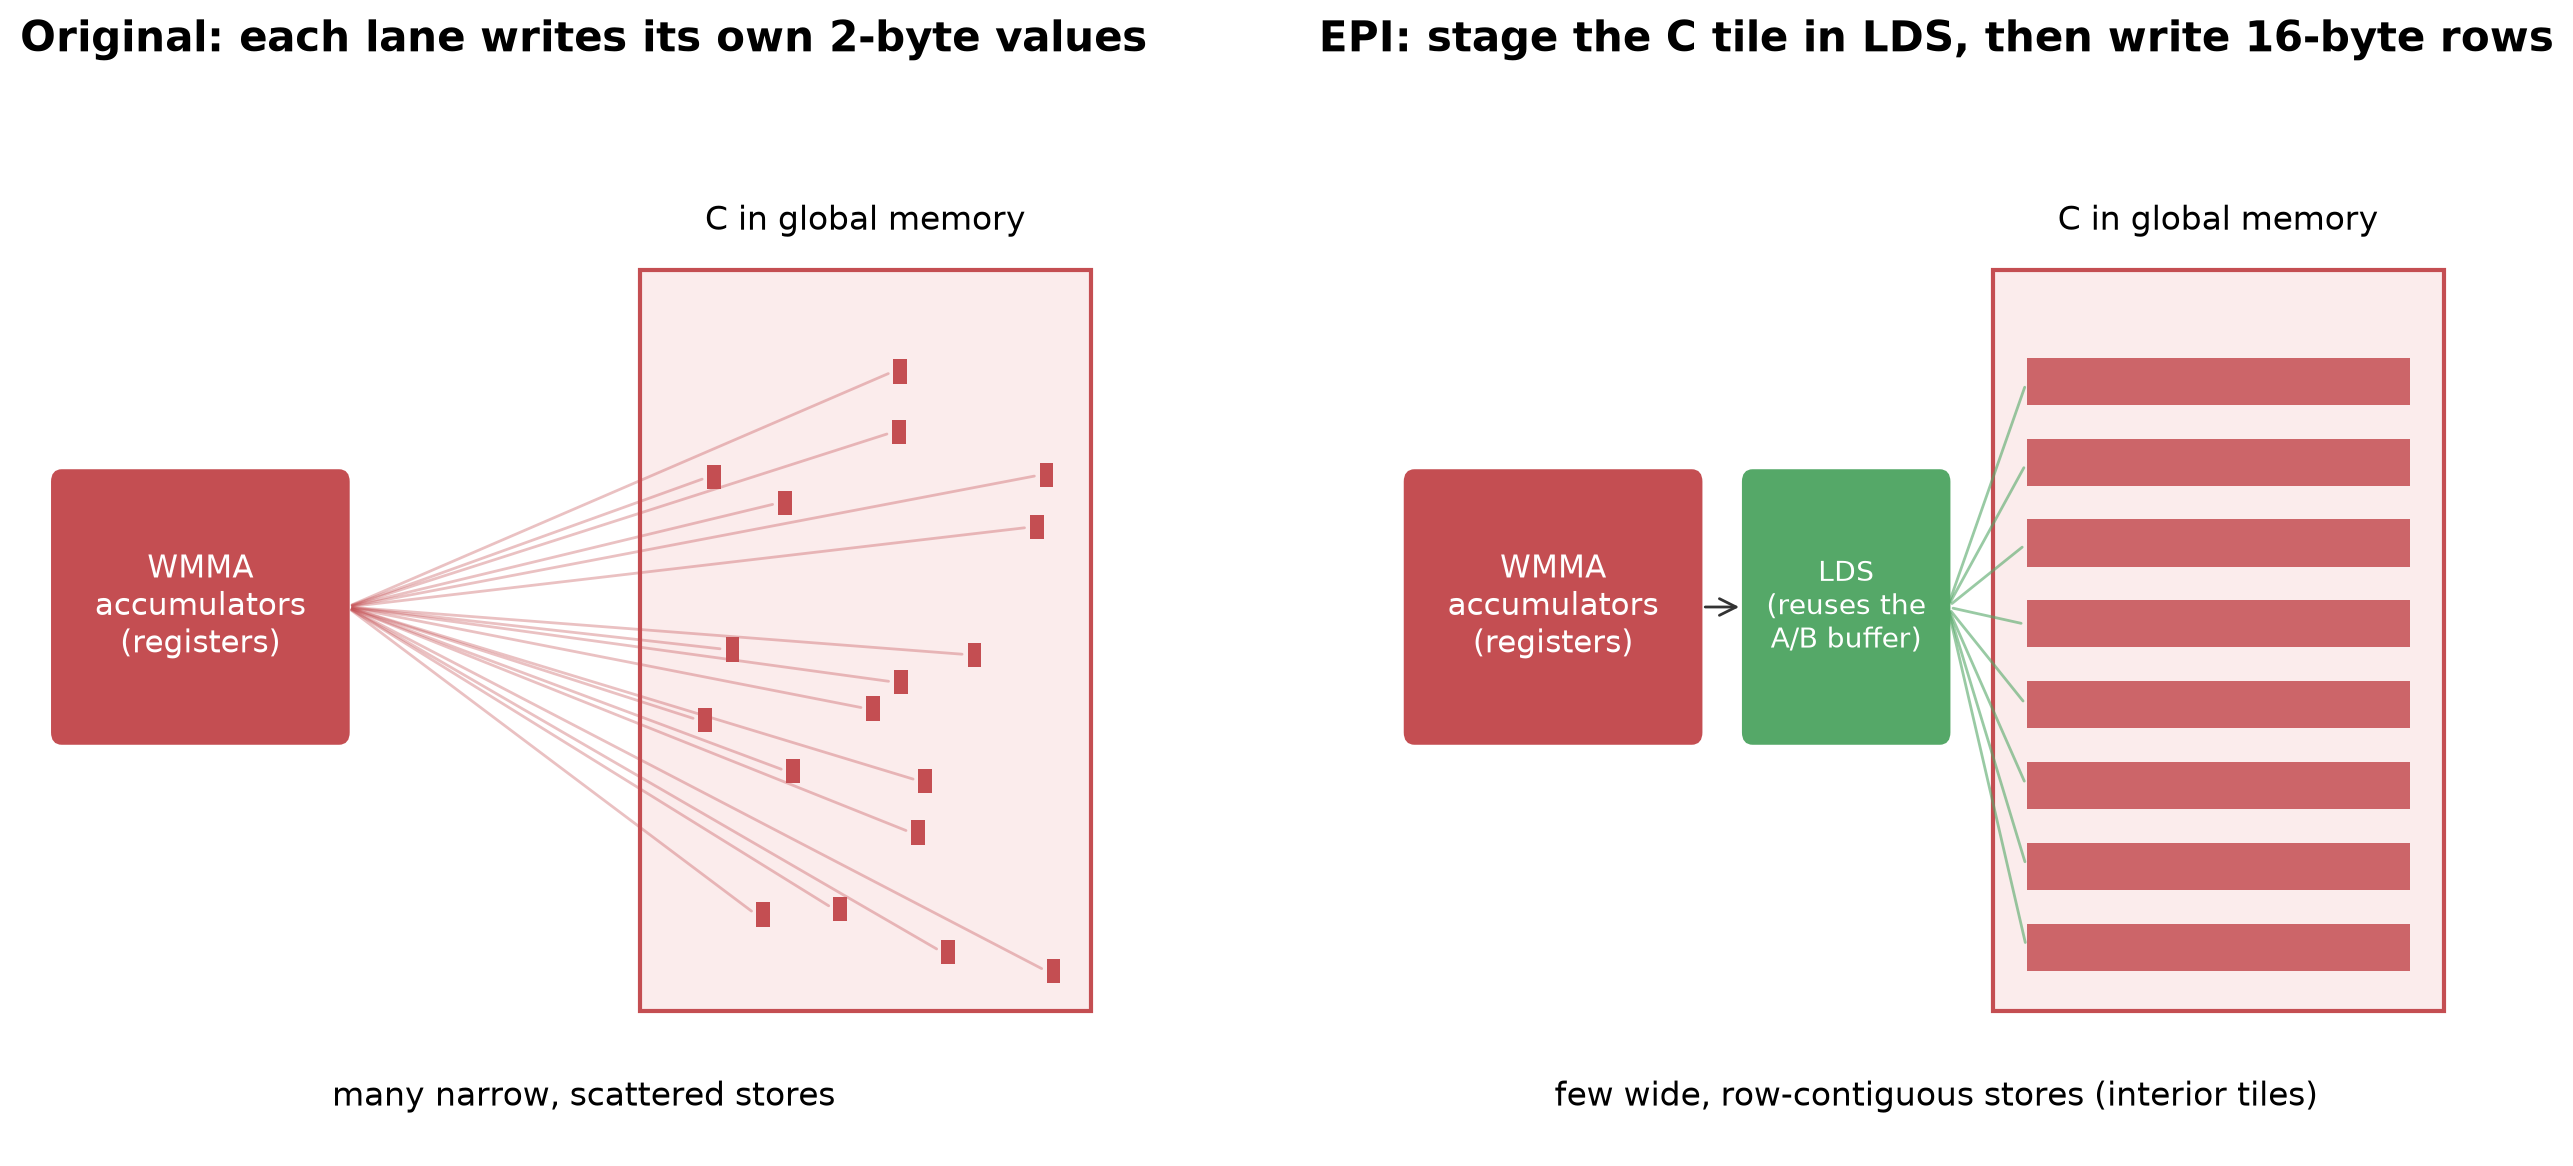 Original: each lane writes its own 2-byte values
C in global memory
WMMA
accumulators
(registers)
many narrow, scattered stores
EPI: stage the C tile in LDS, then write 16-byte rows
C in global memory
WMMA
accumulators
(registers)
LDS
(reuses the
A/B buffer)
few wide, row-contiguous stores (interior tiles)